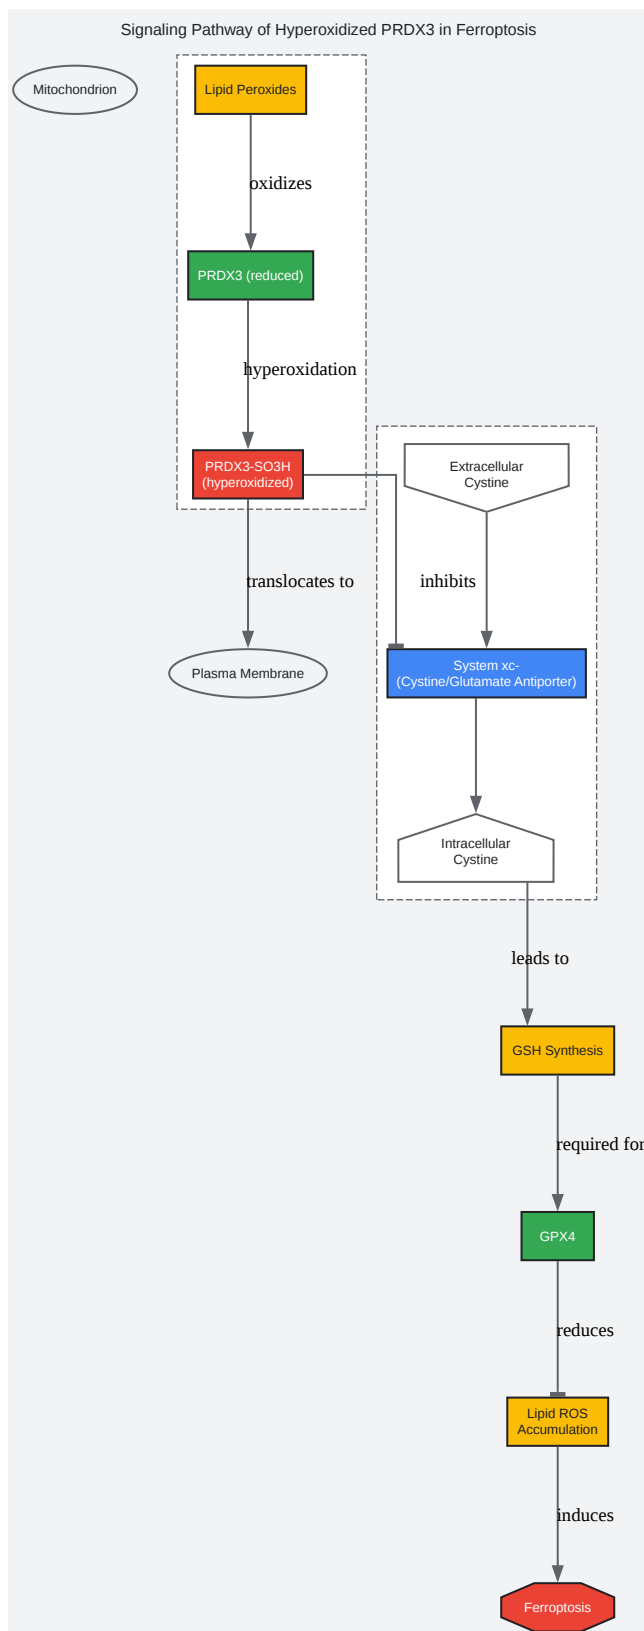 Signaling Pathway of Hyperoxidized PRDX3 in Ferroptosis
Mitochondrion
Lipid Peroxides
oxidizes
PRDX3 (reduced)
hyperoxidation
PRDX3-SO3H
(hyperoxidized)
Extracellular
Cystine
translocates to
inhibits
Plasma Membrane
System xc-
(Cystine/Glutamate Antiporter)
Intracellular
Cystine
leads to
GSH Synthesis
required for
GPX4
reduces
Lipid ROS
Accumulation
induces
Ferroptosis